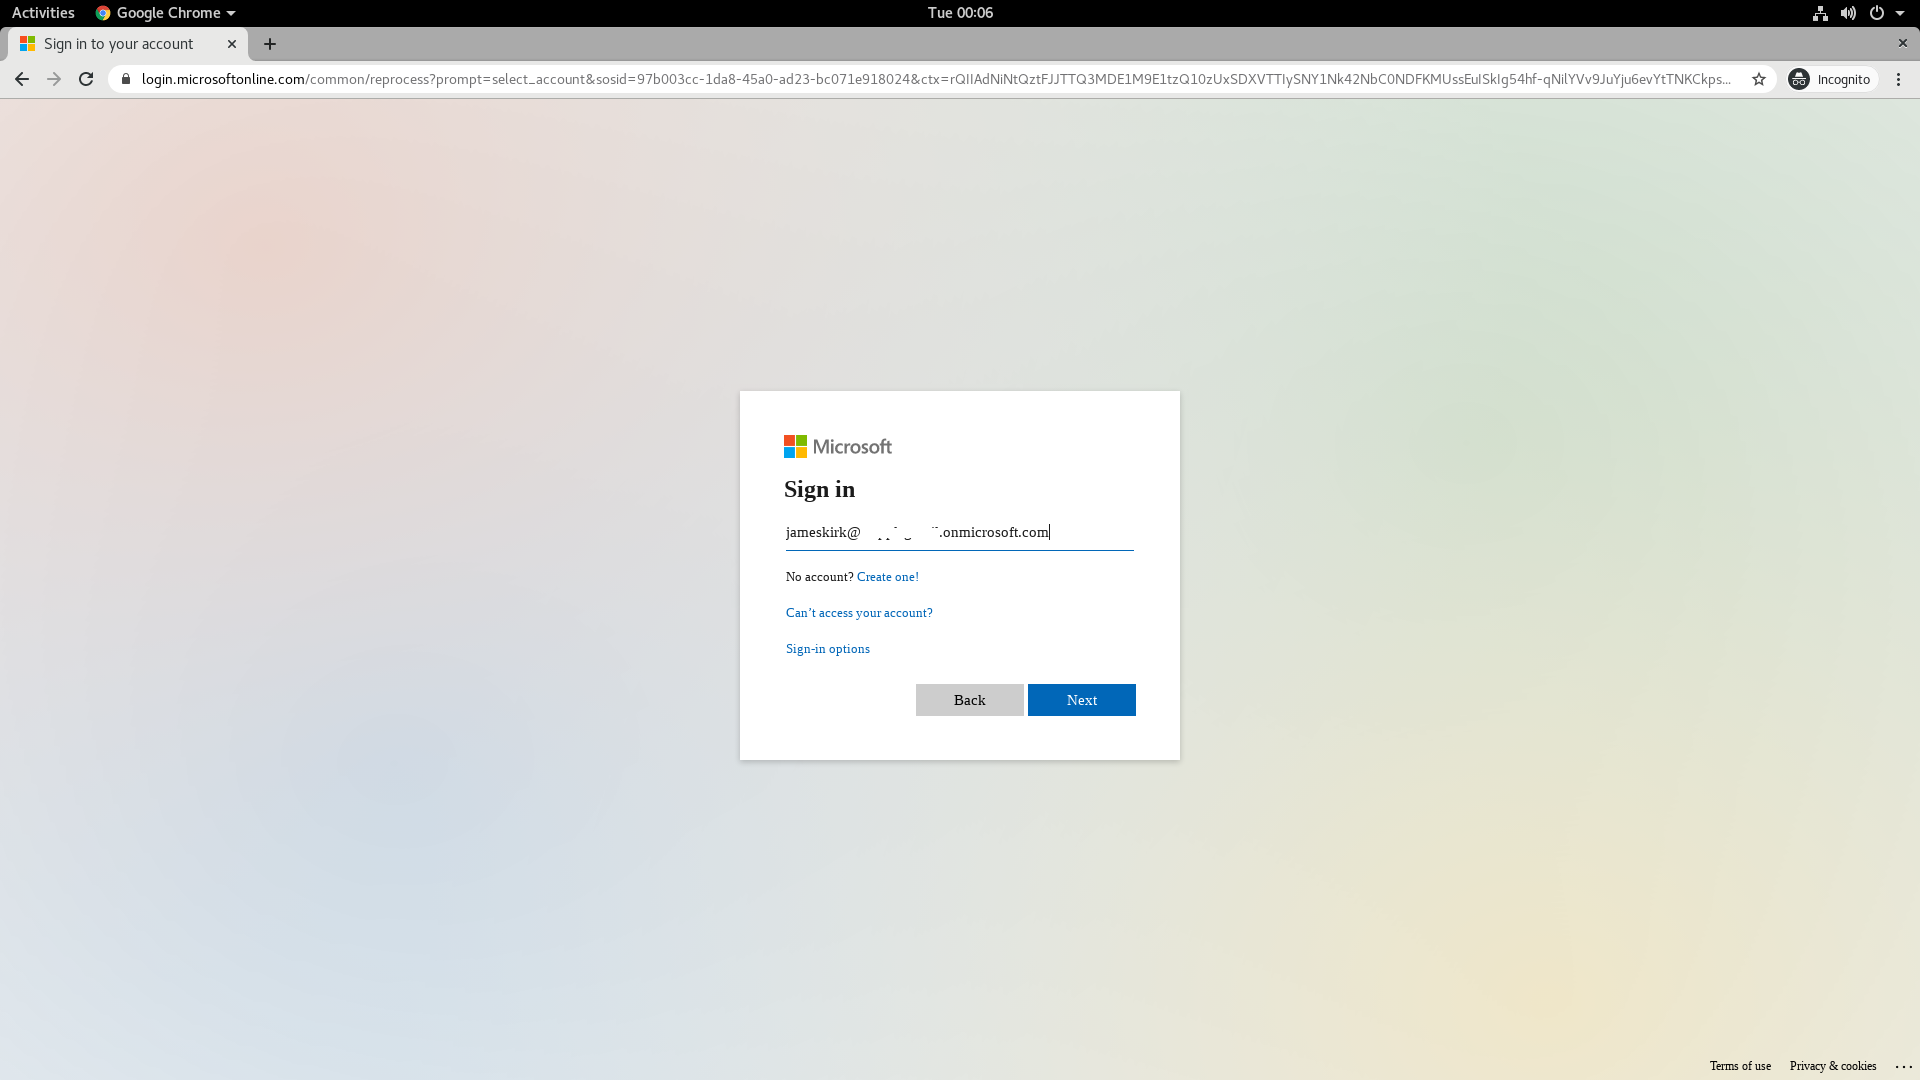 Activities
Google Chrome
Tue 00:06
Sign in to your account
login.microsoftonline.com/common/reprocess?prompt=select_account&sosid=97b003cc-1da8-45a0-ad23-bc071e918024&ctx=rQIIAdNiNtQztFJJTTQ3MDE1M9E1tzQ10zUxSDXVTTIySNY1Nk42NbC0NDFKMUssEuISkIg54hf-qNilYVv9JuYju6evYtTNKCkps...
Incognito
Microsoft
Sign in
jameskirk@ .onmicrosoft.com
No account? Create one!
Can't access your account?
Sign-in options
Back
Next
Terms of use
Privacy & cookies
...